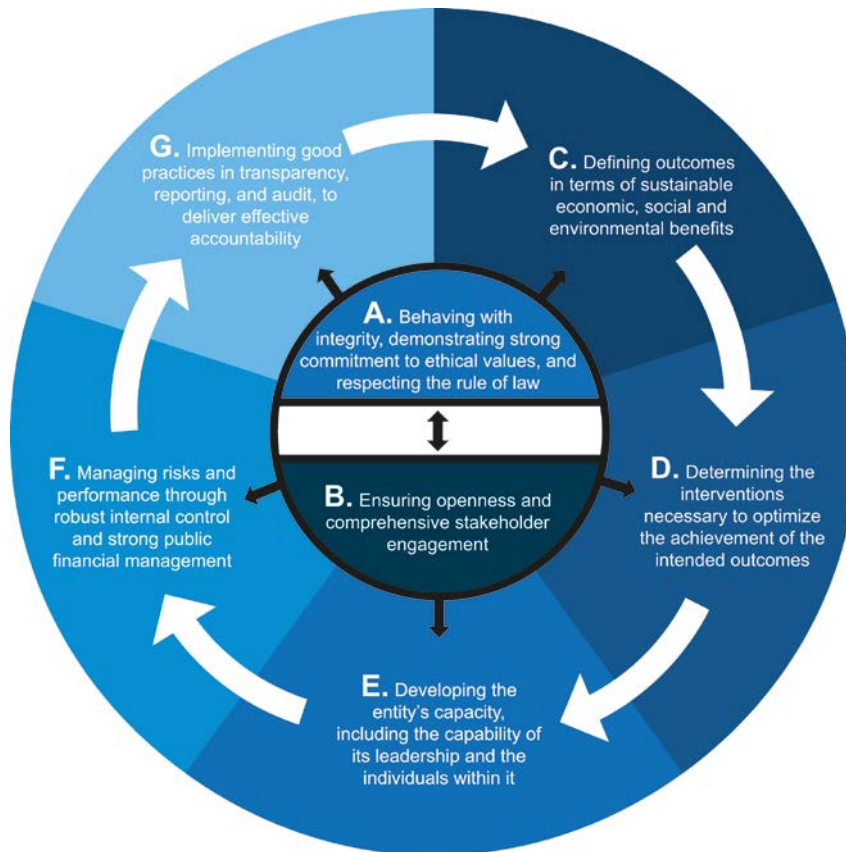 G. Implementing good
practices in transparency,
reporting, and audit, to
deliver effective
accountability
C. Defining outcomes
in terms of sustainable
economic, social and
environmental benefits
A. Behaving with
integrity, demonstrating strong
commitment to ethical values, and
respecting the rule of law
F. Managing risks and
performance through
robust internal control
and strong public
financial management
B. Ensuring openness and
comprehensive stakeholder
engagement
D. Determining the
interventions
necessary to optimize
the achievement of the
intended outcomes
E. Developing the
entity's capacity,
including the capability of
its leadership and the
individuals within it